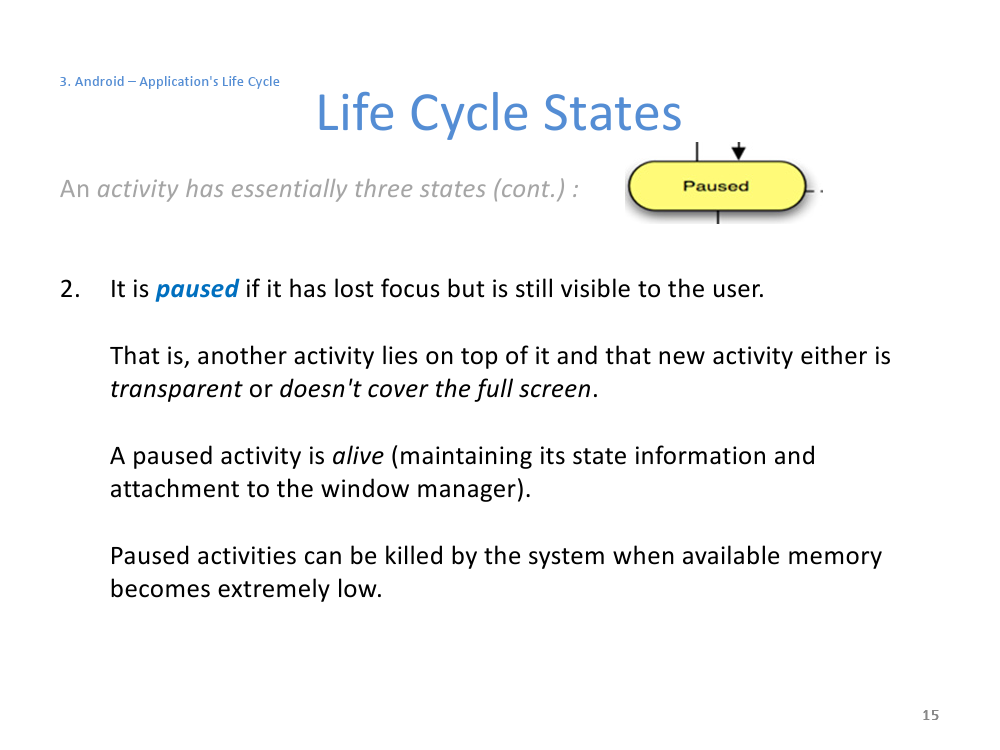 3. Android – Application's Life Cycle
Life Cycle States
An activity has essentially three states (cont.) :
Paused
2. It is paused if it has lost focus but is still visible to the user.
That is, another activity lies on top of it and that new activity either is
transparent or doesn't cover the full screen.
A paused activity is alive (maintaining its state information and
attachment to the window manager).
Paused activities can be killed by the system when available memory
becomes extremely low.
15